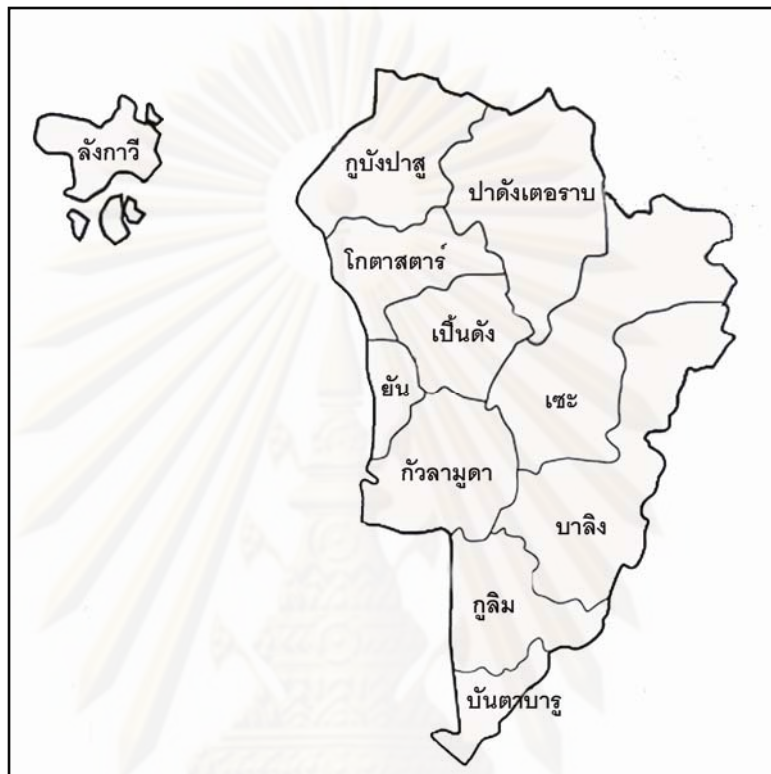 ลังกาวี
กูบังปาสู
ปาดังเตอราบ
โกตาสตาร์
เปิ้นดัง
ยัน
เซะ
กัวลามูดา
บาลิง
กูลิม
บันตาบารู